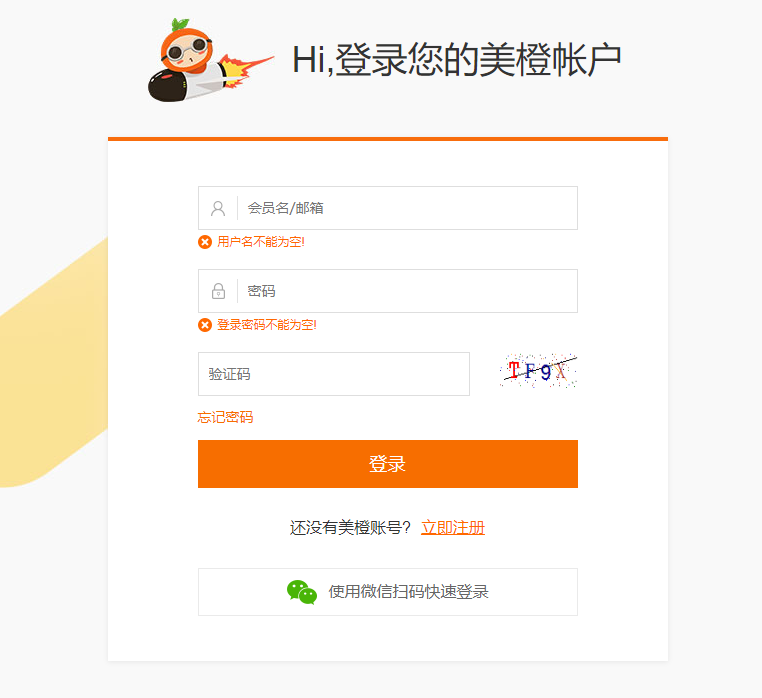 Hi,登录您的美橙帐户
会员名/邮箱
用户名不能为空!
密码
登录密码不能为空!
验证码
TF9X
忘记密码
登录
还没有美橙账号? 立即注册
使用微信扫码快速登录